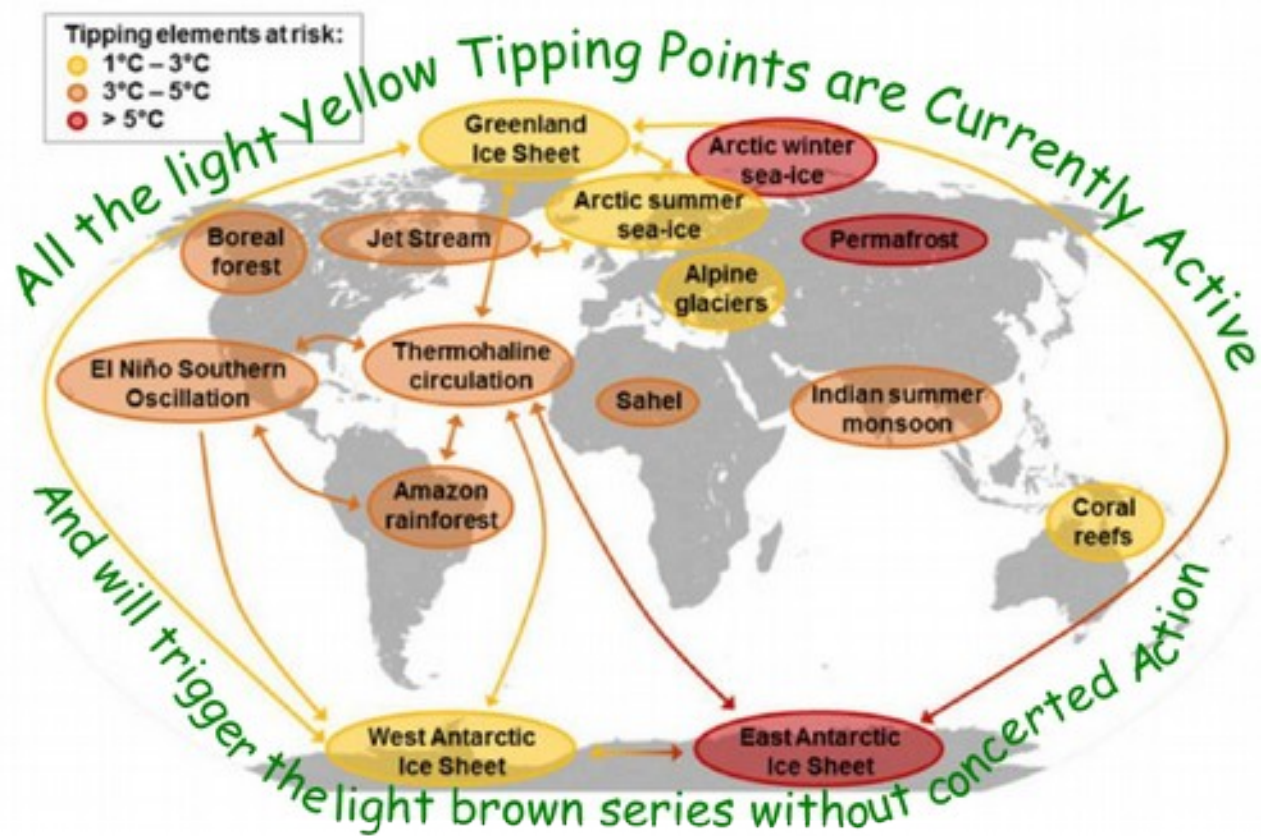 Tipping elements at risk:
1°C – 3°C
3°C – 5°C
> 5°C
All the light Yellow Tipping Points are Currently Active
Greenland
Ice Sheet
Arctic winter
sea-ice
Arctic summer
sea-ice
Boreal
forest
Jet Stream
Permafrost
Alpine
glaciers
El Niño Southern
Oscillation
Thermohaline
circulation
Sahel
Indian summer
monsoon
Amazon
rainforest
Coral
reefs
West Antarctic
Ice Sheet
East Antarctic
Ice Sheet
And will trigger the light brown series without concerted Action